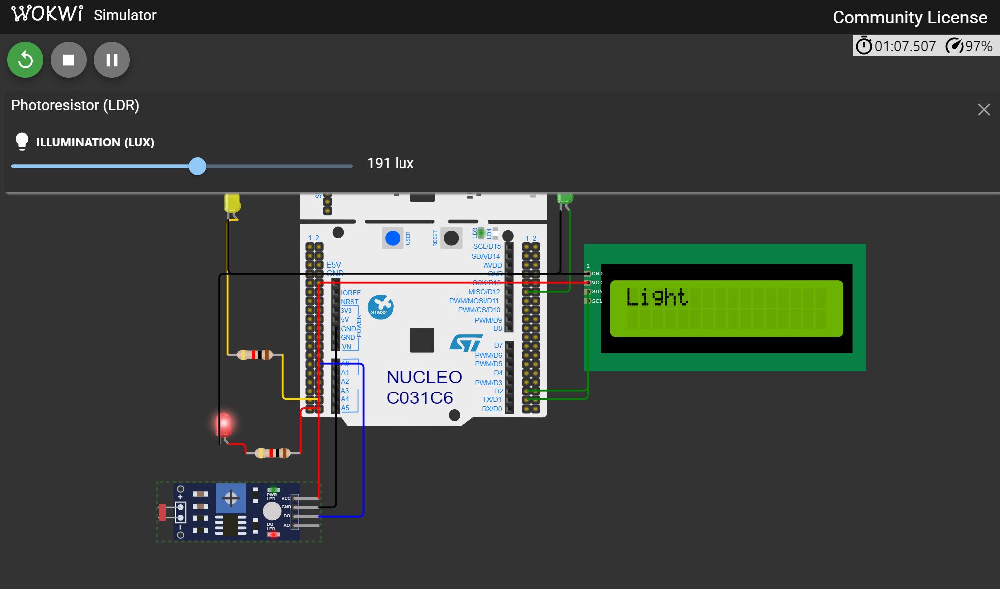 WOKWi Simulator
Community License
01:07.507 97%
Photoresistor (LDR)
ILLUMINATION (LUX)
191 lux
S
USER
RESET
LD3
LD4
1 2
1 2
E5V
GND
IOREF
NRST
3V3
5V
GND
GND
VN
POWER
A0
A1
A2
A3
A4
A5
STM32
NUCLEO
C031C6
SCL/D15
SDA/D14
AVDD
GND
SCK/D13
MISO/D12
PWM/MOSI/D11
PWM/CS/D10
PWM/D9
D8
D7
PWM/D6
PWM/D5
D4
PWM/D3
D2
TX/D1
RX/D0
1
GND
VCC
SDA
SCL
Light
+
PWR
LED
VCC
GND
DO
AO
DO
LED